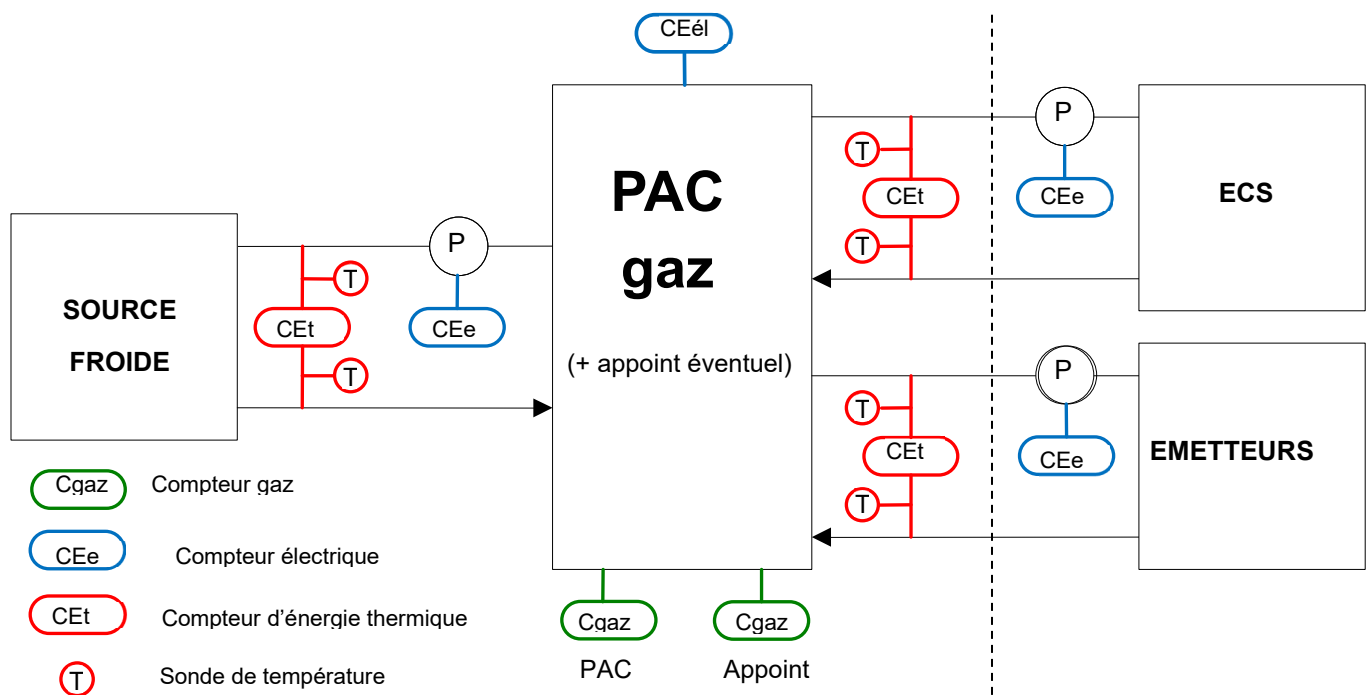 CEél
P
T
PAC
gaz
(+ appoint éventuel)
CEt
CEe
ECS
T
P
T
SOURCE
FROIDE
CEt
CEe
T
P
T
CEt
CEe
EMETTEURS
T
Cgaz Compteur gaz
CEe Compteur électrique
CEt Compteur d’énergie thermique
T Sonde de température
Cgaz
Cgaz
PAC
Appoint